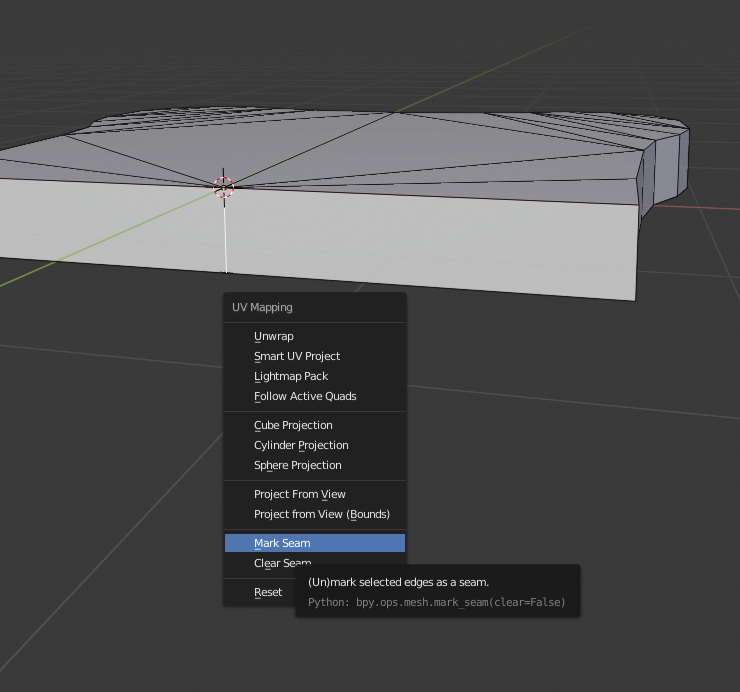 UV Mapping
Unwrap
Smart UV Project
Lightmap Pack
Follow Active Quads
Cube Projection
Cylinder Projection
Sphere Projection
Project From View
Project from View (Bounds)
Mark Seam
Clear Seam
(Un)mark selected edges as a seam.
Reset
Python: bpy.ops.mesh.mark_seam(clear=False)